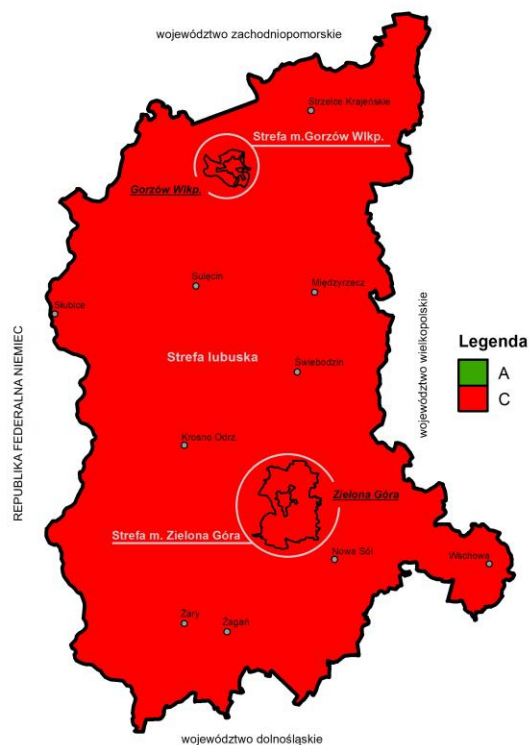 województwo zachodniopomorskie
Strzelce Krajeńskie
Strefa m.Gorzów Wlkp.
Gorzów Wlkp.
Sulęcin
Międzyrzecz
Słubice
REPUBLIKA FEDERALNA NIEMIEC
województwo wielkopolskie
Legenda
A
C
Strefa lubuska
Świebodzin
Krosno Odrz.
Zielona Góra
Strefa m. Zielona Góra
Nowa Sól
Wschowa
Żary
Żagań
województwo dolnośląskie